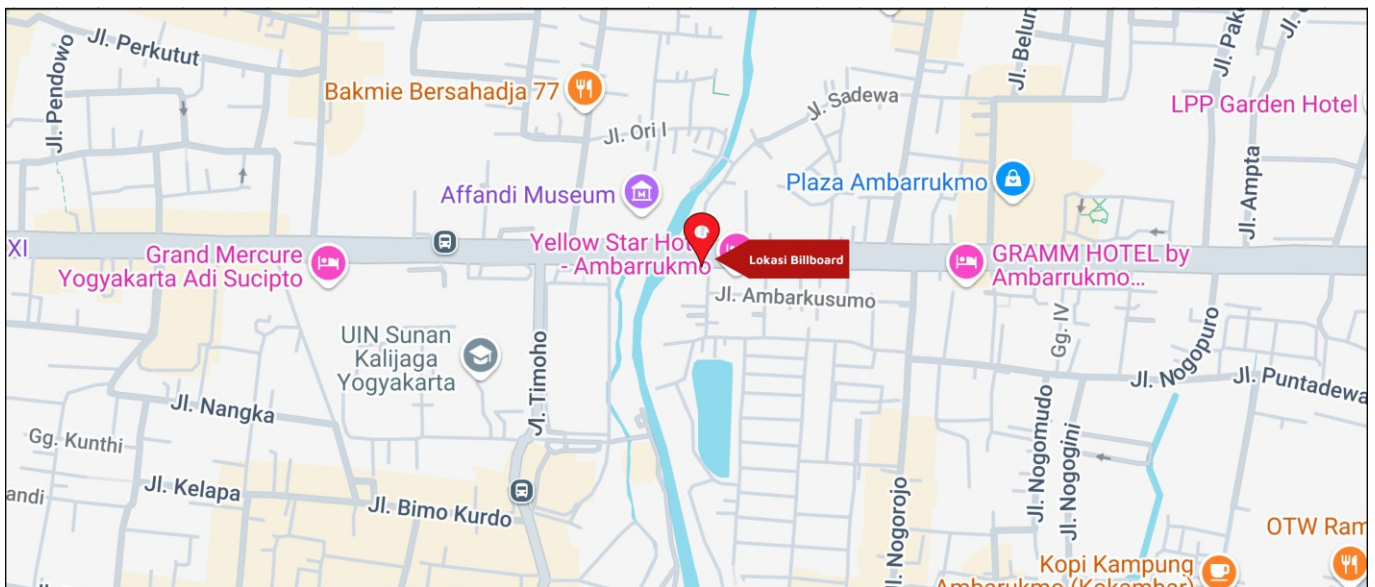 Jl. Perkutut
Jl. Pendowo
Bakmie Bersahadja 77
Jl. Ori I
Jl. Sadewa
Jl. Belun
Jl. Pak
LPP Garden Hotel
Jl. Ampta
Affandi Museum
Plaza Ambarrukmo
XI
Grand Mercure
Yogyakarta Adi Sucipto
Yellow Star Hot
- Ambarrukmo
Lokasi Billboard
GRAMM HOTEL by
Ambarrukmo...
Jl. Ambarkusumo
UIN Sunan
Kalijaga
Yogyakarta
Jl. Timoho
Gg. IV
Jl. Nogopuro
Jl. Puntadewa
Jl. Nangka
Gg. Kunthi
andi
Jl. Kelapa
Jl. Bimo Kurdo
Jl. Nogorojo
Jl. Nogomudo
Jl. Nogogini
OTW Ram
Kopi Kampung
Ambarukmo (Kokambar)